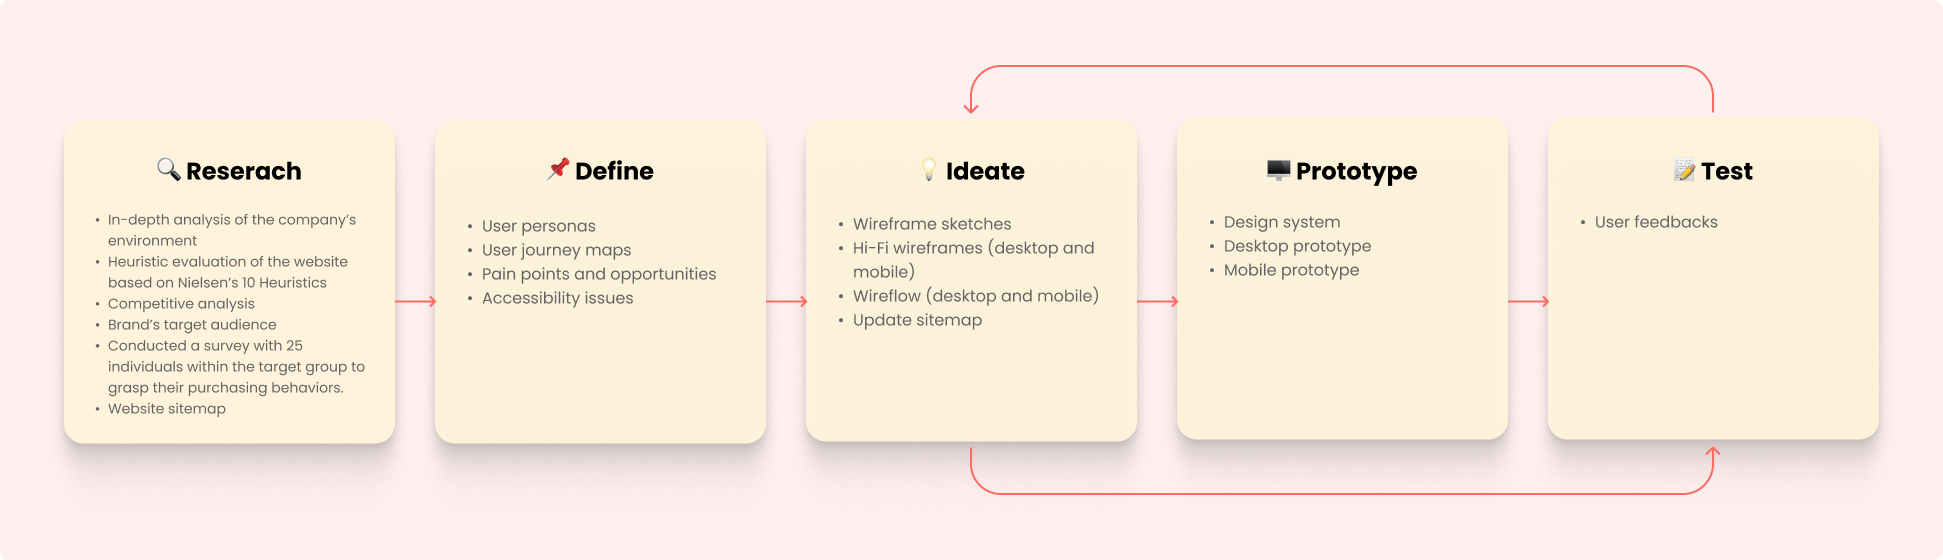 Reserach
• In-depth analysis of the company's
environment
• Heuristic evaluation of the website
based on Nielsen's 10 Heuristics
• Competitive analysis
• Brand's target audience
• Conducted a survey with 25
individuals within the target group to
grasp their purchasing behaviors.
• Website sitemap
Define
• User personas
• User journey maps
• Pain points and opportunities
• Accessibility issues
Ideate
• Wireframe sketches
• Hi-Fi wireframes (desktop and
mobile)
• Wireflow (desktop and mobile)
• Update sitemap
Prototype
• Design system
• Desktop prototype
• Mobile prototype
Test
• User feedbacks